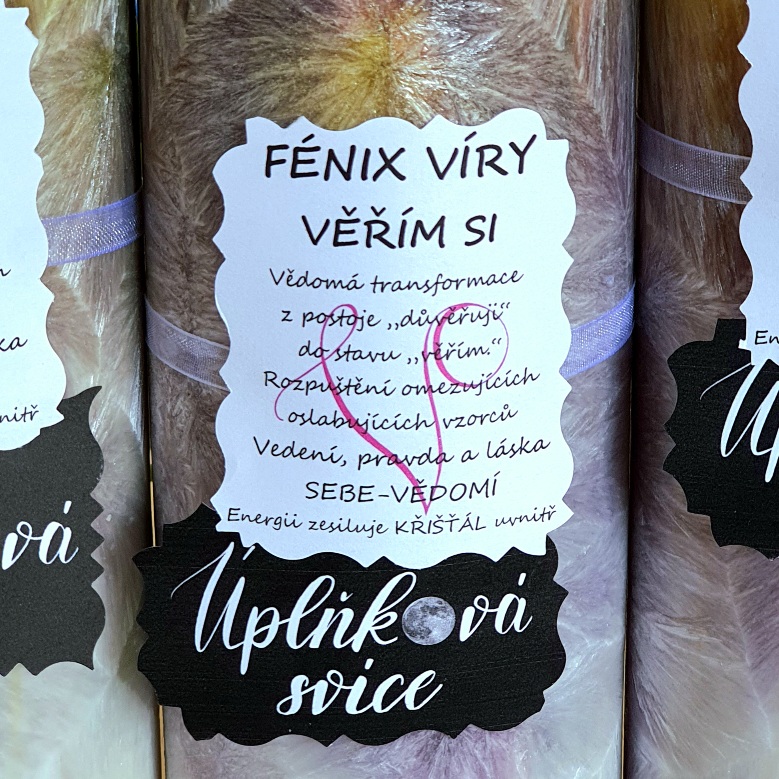 FÉNIX VÍRY
VĚŘÍM SI
Vědomá transformace
z postoje ,,důvěřuji“
do stavu ,,věřím.“
Rozpuštění omezujících
oslabujících vzorců
Vedení, pravda a láska
SEBE-VĚDOMÍ
Energii zesiluje KŘIŠŤÁL uvnitř
Úplňková
svíce